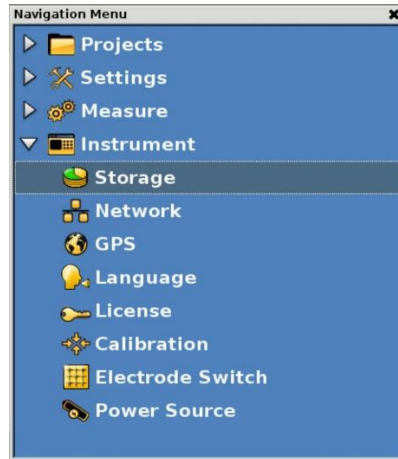 Navigation Menu
Projects
Settings
Measure
Instrument
Storage
Network
GPS
Language
License
Calibration
Electrode Switch
Power Source